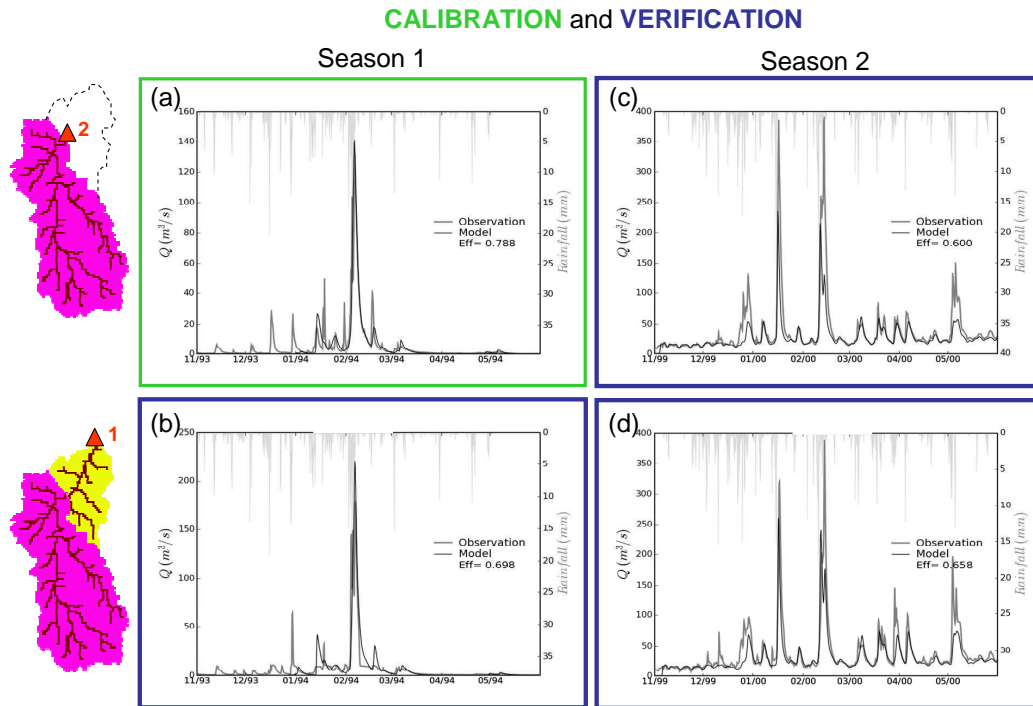 CALIBRATION and VERIFICATION
Season 1
Season 2
2
(a)
160
140
120
100
80
60
40
20
0
Q (m³/s)
0
5
10
15
20
25
30
35
Rainfall (mm)
Observation
Model
Eff= 0.788
11/93 12/93 01/94 02/94 03/94 04/94 05/94
(c)
400
350
300
250
200
150
100
50
0
Q (m³/s)
0
5
10
15
20
25
30
35
40
Rainfall (mm)
Observation
Model
Eff= 0.600
11/99 12/99 01/00 02/00 03/00 04/00 05/00
1
(b)
250
200
150
100
50
0
Q (m³/s)
0
5
10
15
20
25
30
35
Rainfall (mm)
Observation
Model
Eff= 0.698
11/93 12/93 01/94 02/94 03/94 04/94 05/94
(d)
400
350
300
250
200
150
100
50
0
Q (m³/s)
0
5
10
15
20
25
30
Rainfall (mm)
Observation
Model
Eff= 0.658
11/99 12/99 01/00 02/00 03/00 04/00 05/00